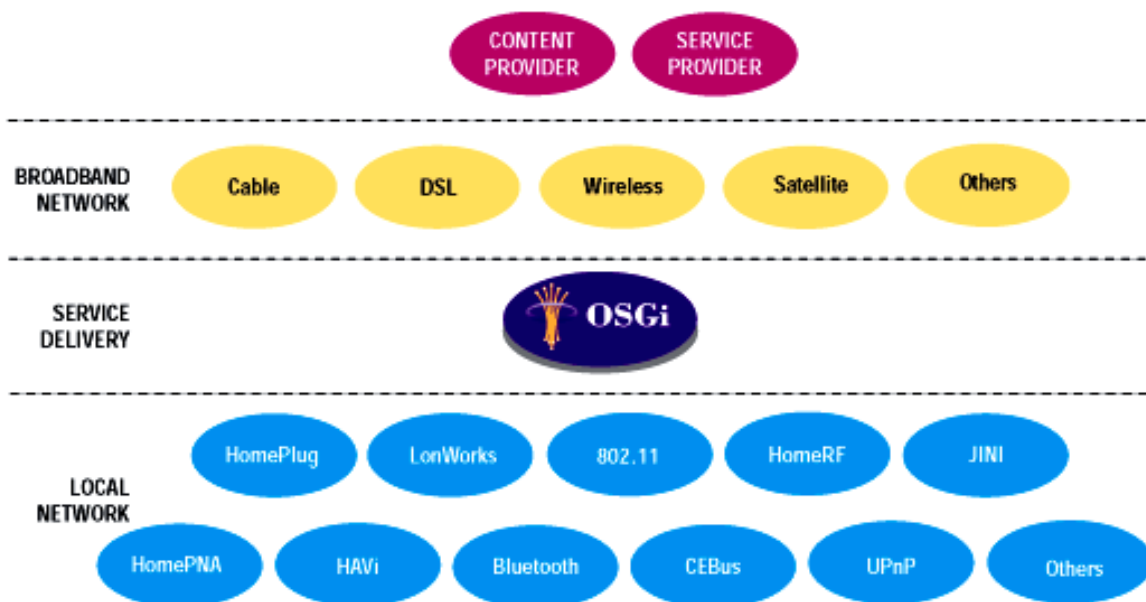 CONTENT
PROVIDER
SERVICE
PROVIDER
BROADBAND
NETWORK
Cable
DSL
Wireless
Satellite
Others
SERVICE
DELIVERY
OSGi
LOCAL
NETWORK
HomePlug
LonWorks
802.11
HomeRF
JINI
HomePNA
HAVi
Bluetooth
CEBus
UPnP
Others